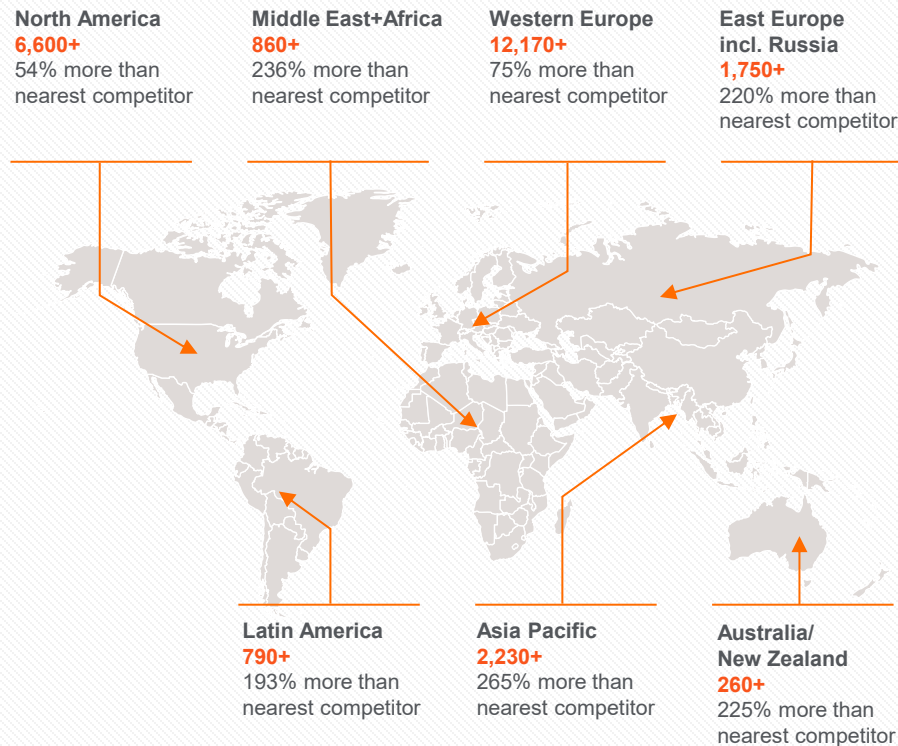 North America
6,600+
54% more than
nearest competitor
Middle East+Africa
860+
236% more than
nearest competitor
Western Europe
12,170+
75% more than
nearest competitor
East Europe
incl. Russia
1,750+
220% more than
nearest competitor
Latin America
790+
193% more than
nearest competitor
Asia Pacific
2,230+
265% more than
nearest competitor
Australia/
New Zealand
260+
225% more than
nearest competitor